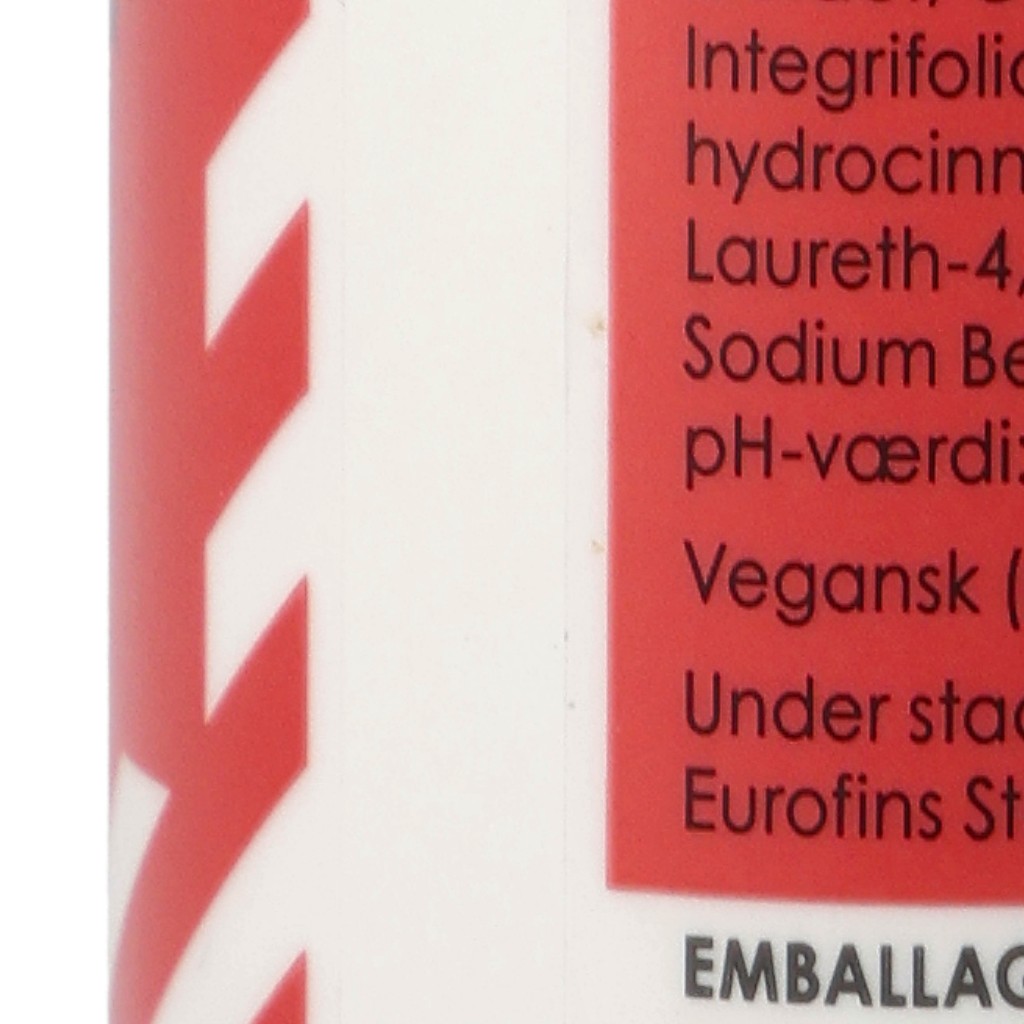 Integrifolia
hydrocinn
Laureth-4,
Sodium Be
pH-værdi:
Vegansk (
Under stad
Eurofins St
EMBALLAG